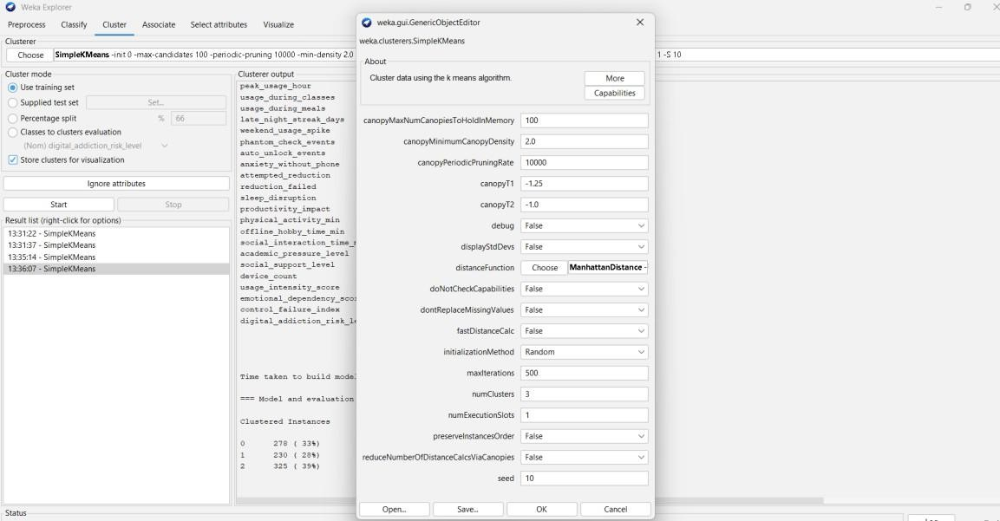 Weka Explorer
Preprocess Classify Cluster Associate Select attributes Visualize
Clusterer
Choose SimpleKMeans -init 0 -max-candidates 100 -periodic-pruning 10000 -min-density 2.0
1 -S 10
Cluster mode
Use training set
Supplied test set Set...
Percentage split % 66
Classes to clusters evaluation
(Nom) digital_addiction_risk_level
Store clusters for visualization
Ignore attributes
Start Stop
Result list (right-click for options)
13:31:22 - SimpleKMeans
13:31:37 - SimpleKMeans
13:35:14 - SimpleKMeans
13:36:07 - SimpleKMeans
Clusterer output
peak_usage_hour
usage_during_classes
usage_during_meals
late_night_streak_days
weekend_usage_spike
phantom_check_events
auto_unlock_events
anxiety_without_phone
attempted_reduction
reduction_failed
sleep_disruption
productivity_impact
physical_activity_min
offline_hobby_time_min
social_interaction_time_
academic_pressure_level
social_support_level
device_count
usage_intensity_score
emotional_dependency_sco
control_failure_index
digital_addiction_risk_l
Time taken to build model
=== Model and evaluation
Clustered Instances
0 278 ( 33%)
1 230 ( 28%)
2 325 ( 39%)
weka.gui.GenericObjectEditor
weka.clusterers.SimpleKMeans
About
Cluster data using the k means algorithm.
More
Capabilities
canopyMaxNumCanopiesToHoldInMemory 100
canopyMinimumCanopyDensity 2.0
canopyPeriodicPruningRate 10000
canopyT1 -1.25
canopyT2 -1.0
debug False
displayStdDevs False
distanceFunction Choose ManhattanDistance -
doNotCheckCapabilities False
dontReplaceMissingValues False
fastDistanceCalc False
initializationMethod Random
maxIterations 500
numClusters 3
numExecutionSlots 1
preserveInstancesOrder False
reduceNumberOfDistanceCalcsViaCanopies False
seed 10
Open... Save... OK Cancel
Status